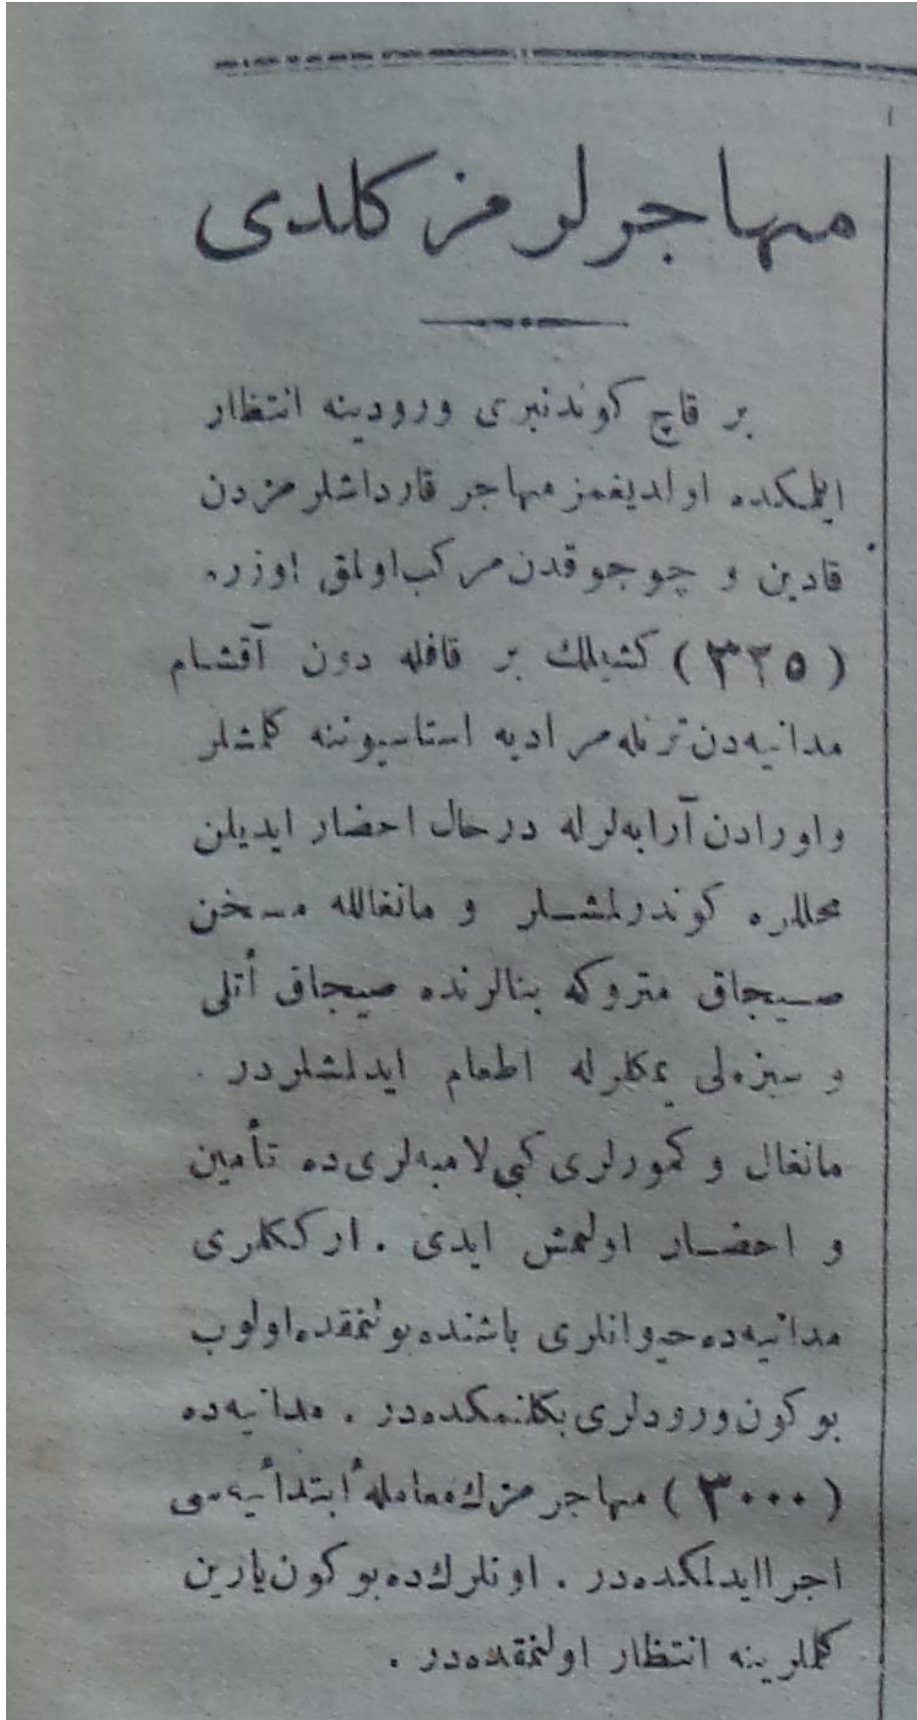 مهاجرلرمز كلدی
بر قاچ كوندنبری ورودینه انتظار
ایلمكده اولدیغمز مهاجر قارداشلرمزدن
قادین و چوجوقدن مركب اولمق اوزره
(٣٢٥) كشیلك بر قافله دون آقشام
مدانیه‌دن ترنله مرادیه استاسیوننه كلمشلر
واورادن آرابه‌لرله درحال احضار ایدیلن
محللره كوندرلمشلر و مانغالله مسخن
صیجاق متروكه بنالرنده صیجاق أتلی
و سبزه‌لی یمكلرله اطعام ایدلمشلردر .
مانغال و كمورلری كبی لامبه‌لری ده تأمین
و احضار اولنمش ایدی . ارككلری
مدانیه‌ده حیوانلری باشنده بولنمقده اولوب
بوكون ورودلری بكلنمكده‌در . مدانیه‌ده
(٣٠٠٠) مهاجرمزك معاملهٔ ابتدائیه‌سی
اجرا ایدلمكده‌در . اونلرك ده بوكون یارین
كلملرینه انتظار اولنمقده‌در .